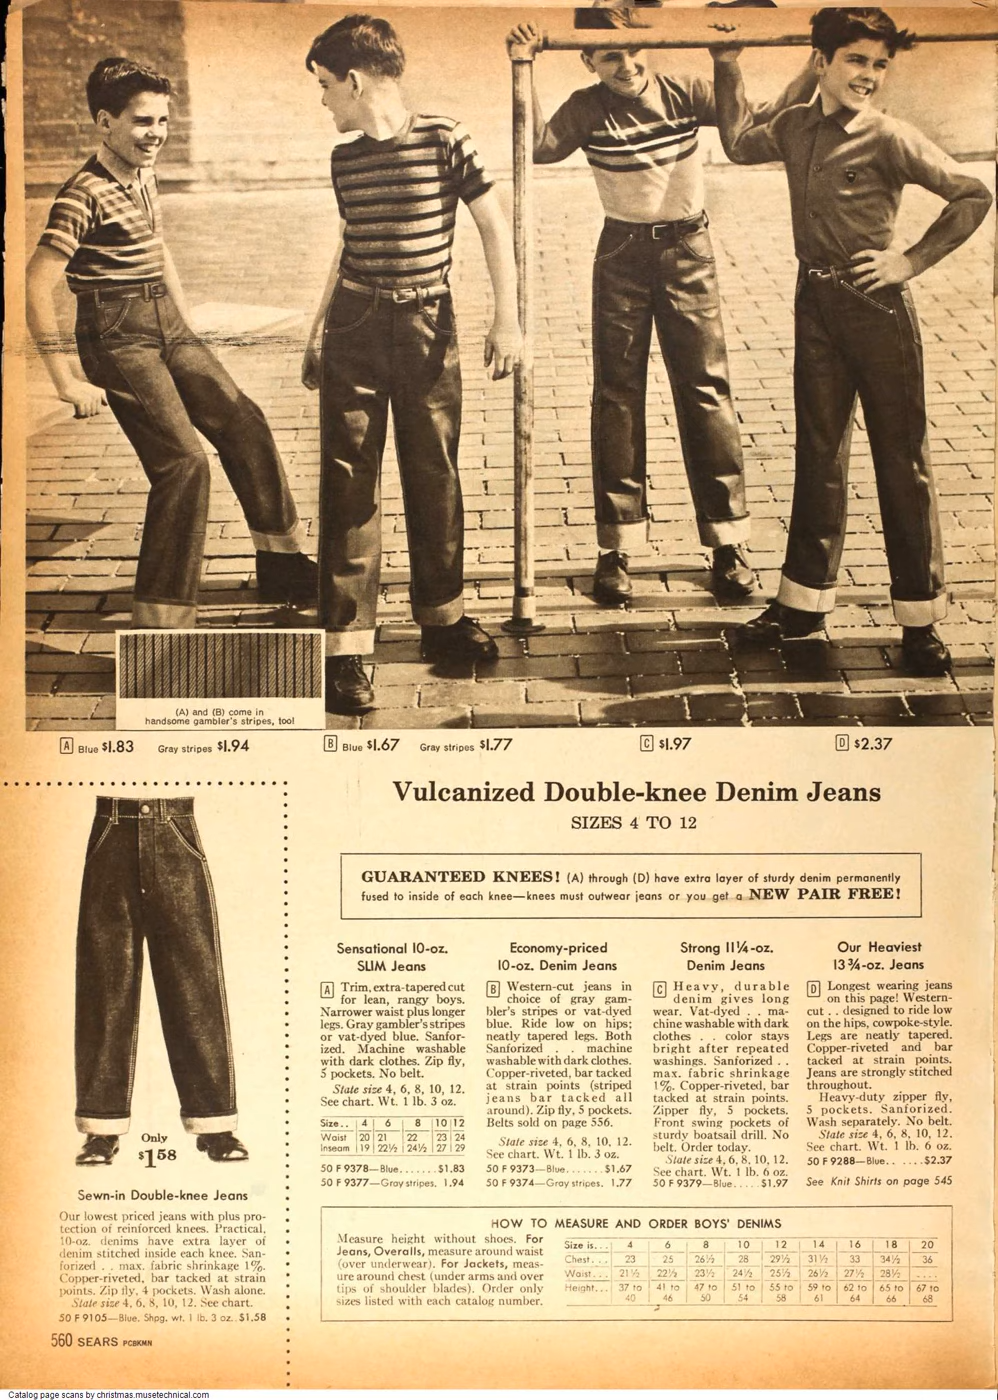 (A) and (B) come in
handsome gambler's stripes, too!
A Blue $1.83 Gray stripes $1.94
B Blue $1.67 Gray stripes $1.77
C $1.97
D $2.37
Vulcanized Double-knee Denim Jeans
SIZES 4 TO 12
GUARANTEED KNEES! (A) through (D) have extra layer of sturdy denim permanently
fused to inside of each knee—knees must outwear jeans or you get a NEW PAIR FREE!
Only
$1 58
Sewn-in Double-knee Jeans
Our lowest priced jeans with plus pro-
tection of reinforced knees. Practical,
10-oz. denims have extra layer of
denim stitched inside each knee. San-
forized . . max. fabric shrinkage 1%.
Copper-riveted, bar tacked at strain
points. Zip fly, 4 pockets. Wash alone.
State size 4, 6, 8, 10, 12. See chart.
50 F 9105—Blue. Shpg. wt. 1 lb. 3 oz. $1.58
Sensational 10-oz.
SLIM Jeans
A Trim, extra-tapered cut
for lean, rangy boys.
Narrower waist plus longer
legs. Gray gambler's stripes
or vat-dyed blue. Sanfor-
ized. Machine washable
with dark clothes. Zip fly,
5 pockets. No belt.
State size 4, 6, 8, 10, 12.
See chart. Wt. 1 lb. 3 oz.
Size.. 4 6 8 10 12
Waist 20 21 22 23 24
Inseam 19 22½ 24½ 27 29
50 F 9378—Blue.......$1.83
50 F 9377—Gray stripes. 1.94
Economy-priced
10-oz. Denim Jeans
B Western-cut jeans in
choice of gray gam-
bler's stripes or vat-dyed
blue. Ride low on hips;
neatly tapered legs. Both
Sanforized . . machine
washable with dark clothes.
Copper-riveted, bar tacked
at strain points (striped
jeans bar tacked all
around). Zip fly, 5 pockets.
Belts sold on page 556.
State size 4, 6, 8, 10, 12.
See chart. Wt. 1 lb. 3 oz.
50 F 9373—Blue.......$1.67
50 F 9374—Gray stripes. 1.77
Strong 11¼-oz.
Denim Jeans
C Heavy, durable
denim gives long
wear. Vat-dyed . . ma-
chine washable with dark
clothes . . color stays
bright after repeated
washings. Sanforized . .
max. fabric shrinkage
1%. Copper-riveted, bar
tacked at strain points.
Zipper fly, 5 pockets.
Front swing pockets of
sturdy boatsail drill. No
belt. Order today.
State size 4, 6, 8, 10, 12.
See chart. Wt. 1 lb. 6 oz.
50 F 9379—Blue.....$1.97
Our Heaviest
13¾-oz. Jeans
D Longest wearing jeans
on this page! Western-
cut . . designed to ride low
on the hips, cowpoke-style.
Legs are neatly tapered.
Copper-riveted and bar
tacked at strain points.
Jeans are strongly stitched
throughout.
Heavy-duty zipper fly,
5 pockets. Sanforized.
Wash separately. No belt.
State size 4, 6, 8, 10, 12.
See chart. Wt. 1 lb. 6 oz.
50 F 9288—Blue.. ....$2.37
See Knit Shirts on page 545
HOW TO MEASURE AND ORDER BOYS' DENIMS
Measure height without shoes. For
Jeans, Overalls, measure around waist
(over underwear). For Jackets, meas-
ure around chest (under arms and over
tips of shoulder blades). Order only
sizes listed with each catalog number.
Size is... 4 6 8 10 12 14 16 18 20
Chest... 23 25 26½ 28 29½ 31½ 33 34½ 36
Waist... 21½ 22½ 23½ 24½ 25½ 26½ 27½ 28½ ....
Height... 37 to 41 to 47 to 51 to 55 to 59 to 62 to 65 to 67 to
40 46 50 54 58 61 64 66 68
560 SEARS PCBKMN
Catalog page scans by christmas.musetechnical.com